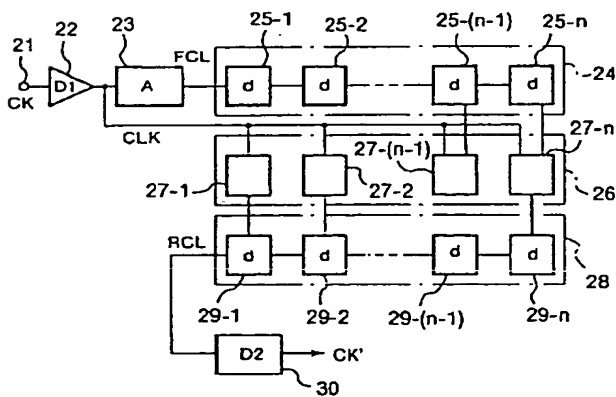 21
22
23
25-1
25-2
25-(n-1)
25-n
FCL
D1
A
d
d
d
d
24
CK
CLK
27-(n-1)
27-n
27-1
27-2
26
RCL
d
d
d
d
28
29-1
29-2
29-(n-1)
29-n
D2
CK'
30